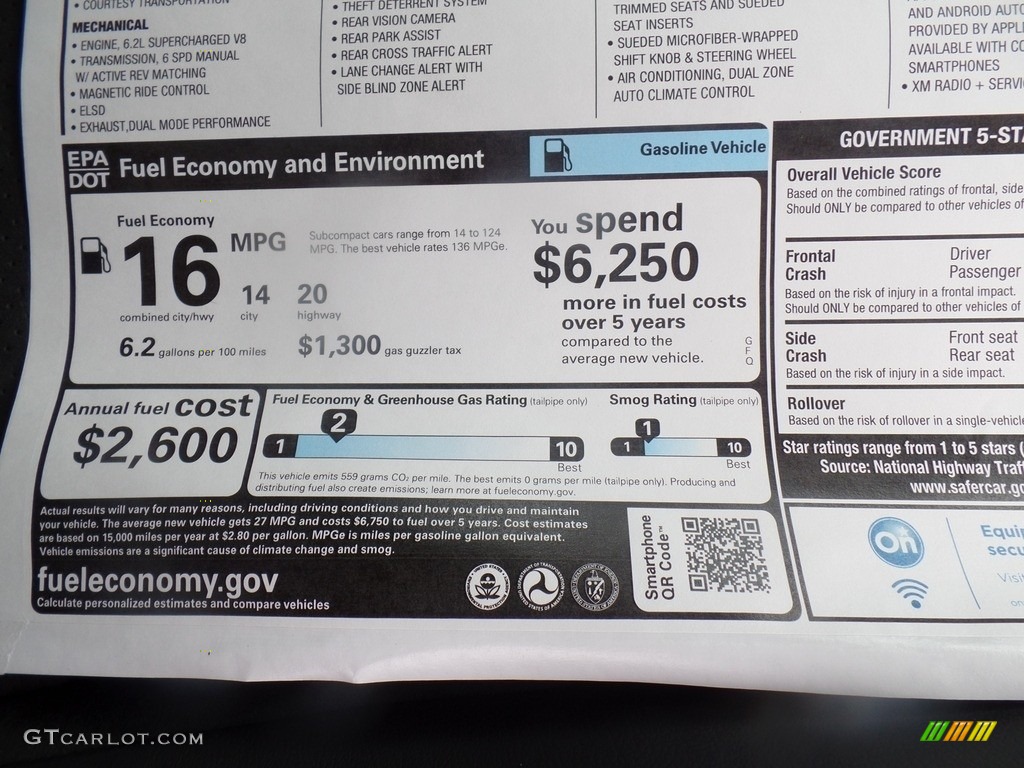 • COURTESY TRANSPORTATION
MECHANICAL
• ENGINE, 6.2L SUPERCHARGED V8
• TRANSMISSION, 6 SPD MANUAL
W/ ACTIVE REV MATCHING
• MAGNETIC RIDE CONTROL
• ELSD
• EXHAUST,DUAL MODE PERFORMANCE
• THEFT DETERRENT SYSTEM
• REAR VISION CAMERA
• REAR PARK ASSIST
• REAR CROSS TRAFFIC ALERT
• LANE CHANGE ALERT WITH
SIDE BLIND ZONE ALERT
TRIMMED SEATS AND SUEDED
SEAT INSERTS
• SUEDED MICROFIBER-WRAPPED
SHIFT KNOB & STEERING WHEEL
• AIR CONDITIONING, DUAL ZONE
AUTO CLIMATE CONTROL
AND ANDROID AUTO
PROVIDED BY
AVAILABLE WITH
SMARTPHONES
• XM RADIO +
EPA
DOT
Fuel Economy and Environment
Gasoline Vehicle
Fuel Economy
16 MPG
combined city/hwy
14
city
20
highway
Subcompact cars range from 14 to 124
MPG. The best vehicle rates 136 MPGe.
6.2 gallons per 100 miles
$1,300 gas guzzler tax
You spend
$6,250
more in fuel costs
over 5 years
compared to the
average new vehicle.
G
F
Q
Annual fuel cost
$2,600
Fuel Economy & Greenhouse Gas Rating (tailpipe only)
2
1
10
Best
Smog Rating (tailpipe only)
1
1
10
Best
This vehicle emits 559 grams CO₂ per mile. The best emits 0 grams per mile (tailpipe only). Producing and
distributing fuel also create emissions; learn more at fueleconomy.gov.
Actual results will vary for many reasons, including driving conditions and how you drive and maintain
your vehicle. The average new vehicle gets 27 MPG and costs $6,750 to fuel over 5 years. Cost estimates
are based on 15,000 miles per year at $2.80 per gallon. MPGe is miles per gasoline gallon equivalent.
Vehicle emissions are a significant cause of climate change and smog.
fueleconomy.gov
Calculate personalized estimates and compare vehicles
Smartphone
QR Code™
GOVERNMENT 5-STA
Overall Vehicle Score
Based on the combined ratings of frontal, side
Should ONLY be compared to other vehicles of
Frontal
Crash
Driver
Passenger
Based on the risk of injury in a frontal impact.
Should ONLY be compared to other vehicles of
Side
Crash
Front seat
Rear seat
Based on the risk of injury in a side impact.
Rollover
Based on the risk of rollover in a single-vehicle
Star ratings range from 1 to 5 stars (
Source: National Highway Traff
www.safercar.go
On
Equip
secu
Visit
on
GTCARLOT.COM